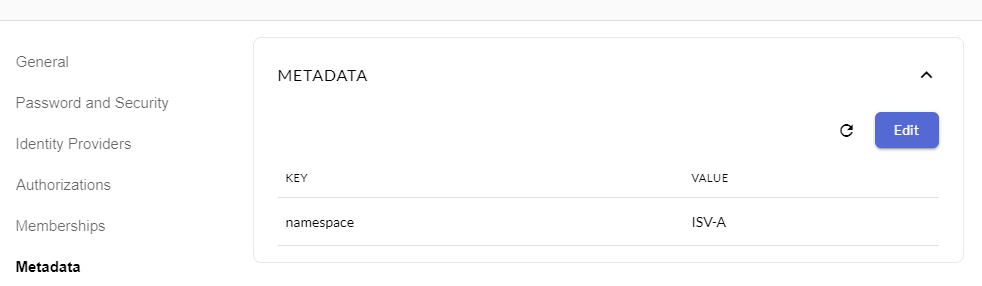 General
Password and Security
Identity Providers
Authorizations
Memberships
Metadata
METADATA
Edit
KEY VALUE
namespace ISV-A